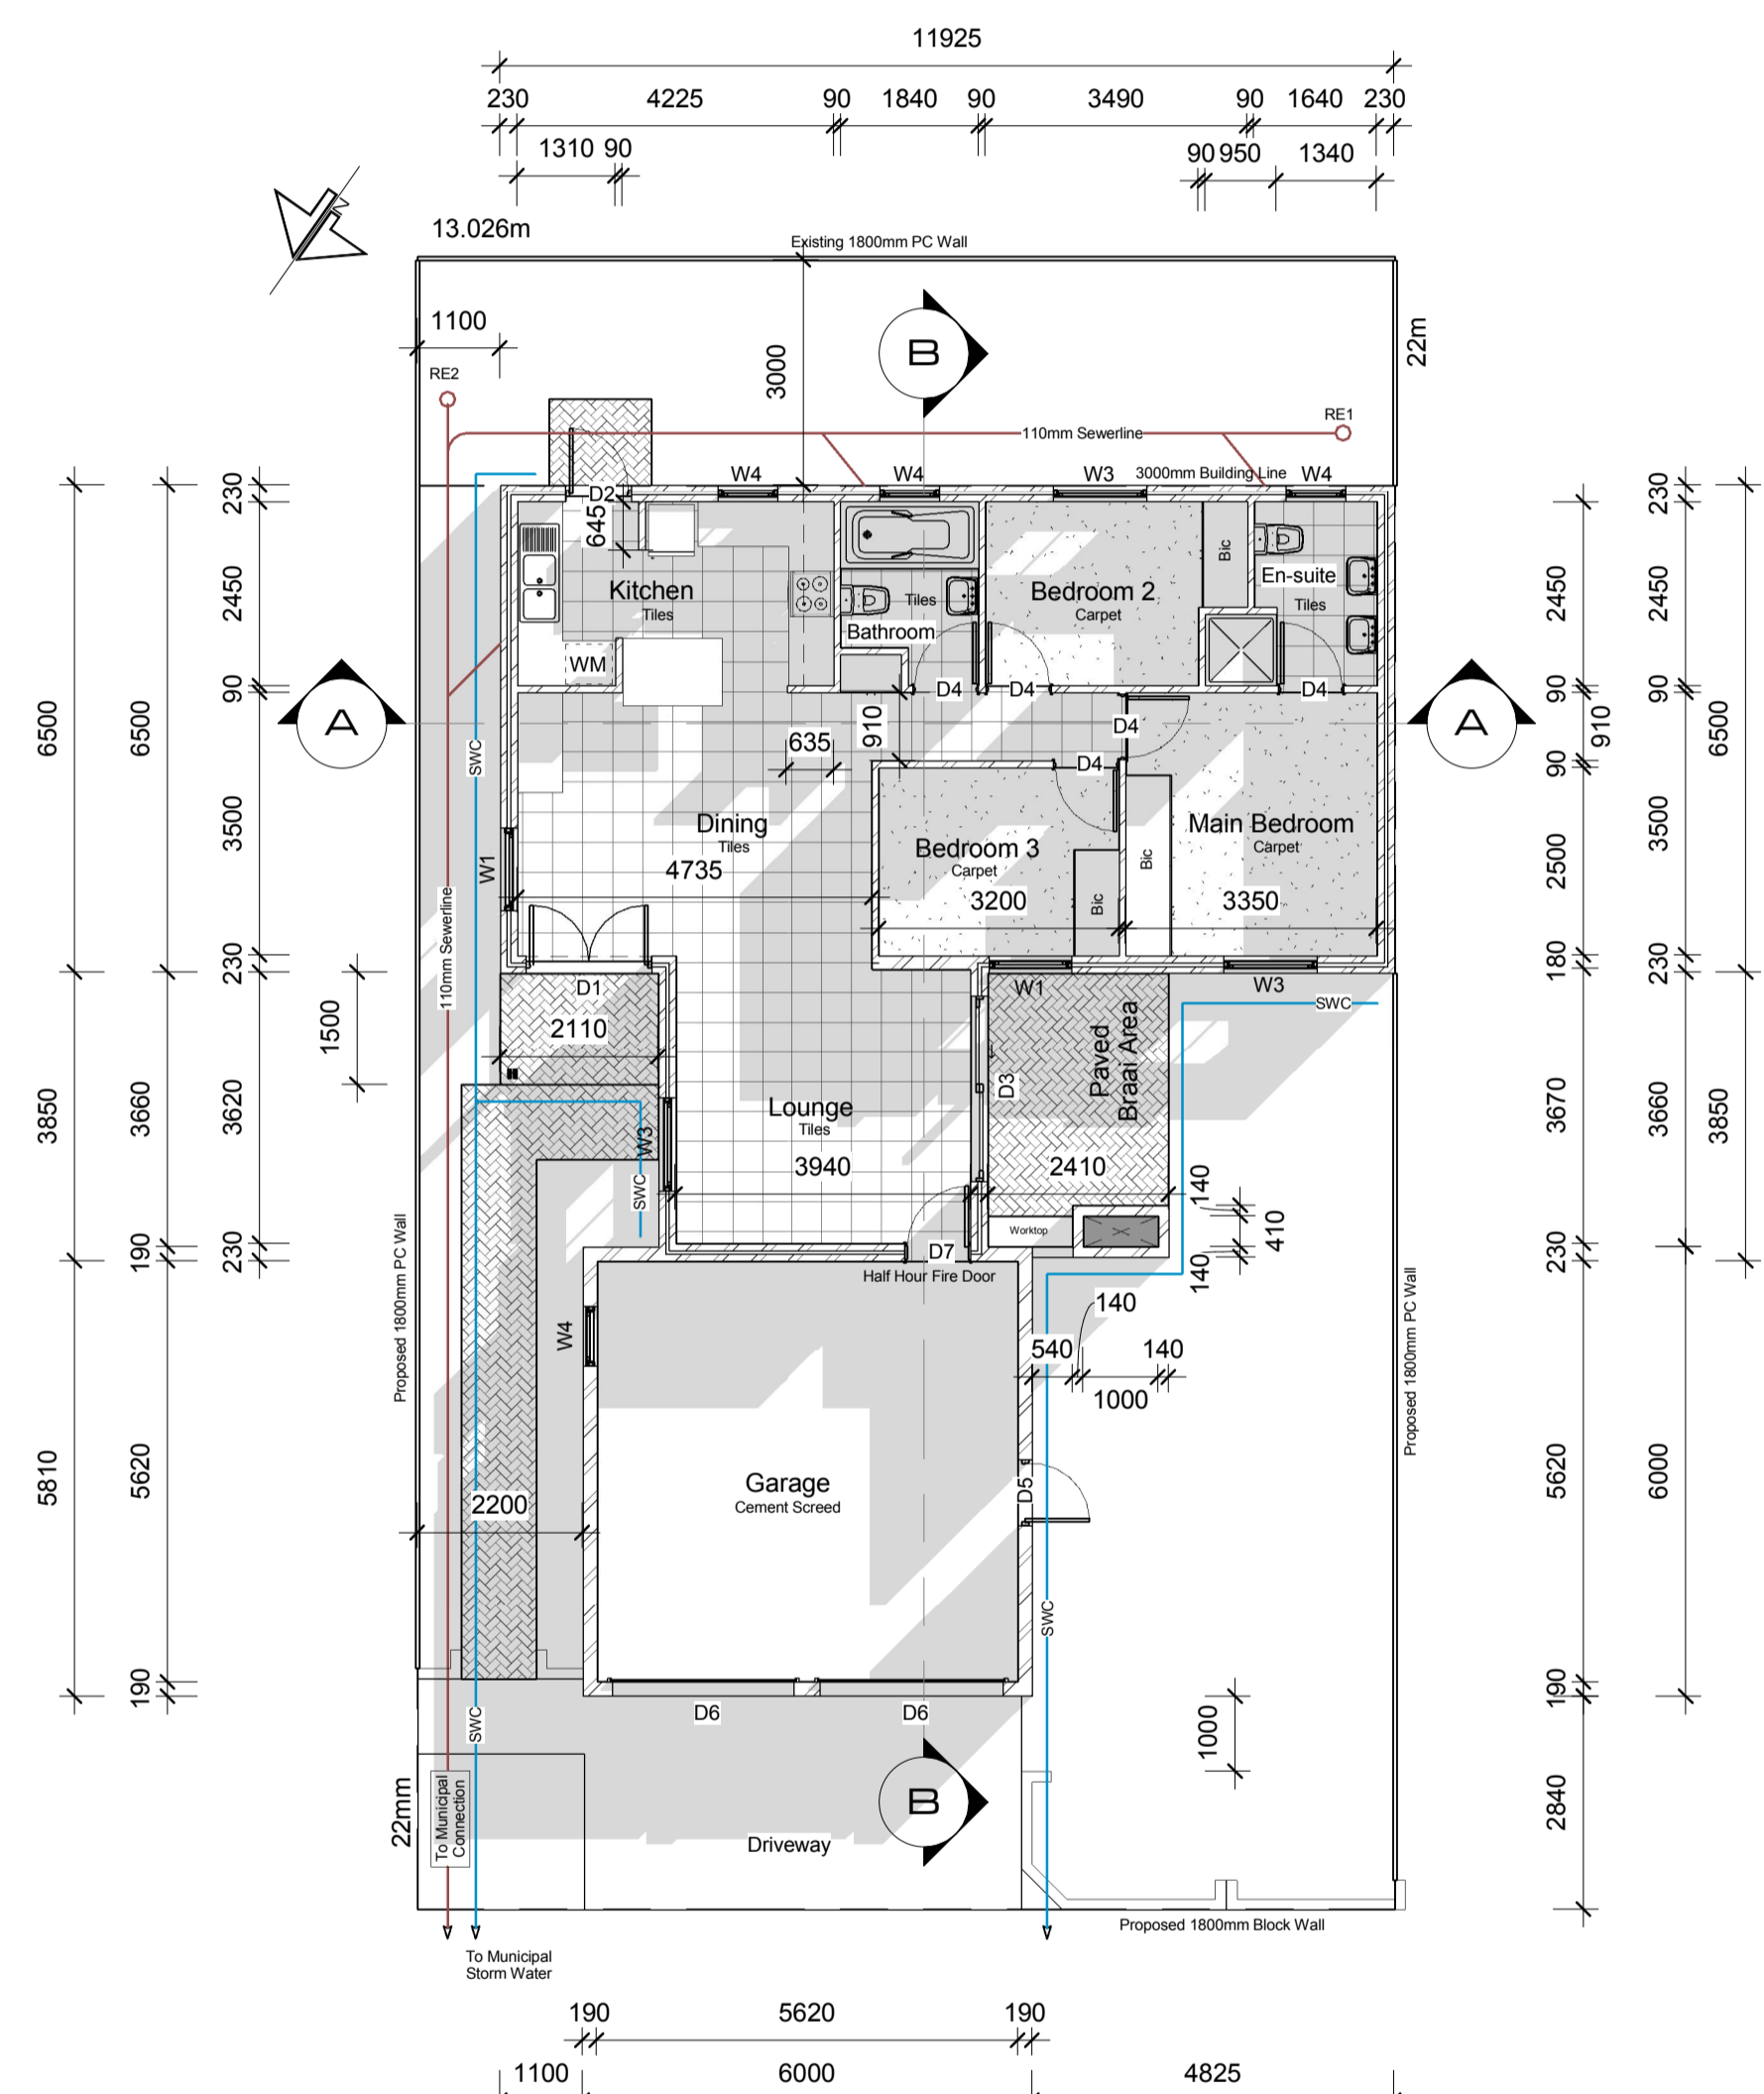 11925
230 4225 90 1840 90 3490 90 1640 230
1310 90
90 950 1340
N
13.026m
Existing 1800mm PC Wall
1100
3000
B
22m
RE2
RE1
110mm Sewerline
3000mm Building Line
W4 W4 W3 W4
D2
645
Kitchen
Tiles
WM
Tiles
Bathroom
Bedroom 2
Carpet
Bic
En-suite
Tiles
D4 D4 D4
D4
D4
910
635
A
A
SWC
Dining
Tiles
4735
W1
Bedroom 3
Carpet
3200
Bic
Bic
Main Bedroom
Carpet
3350
110mm Sewerline
D1
2110
W1
W3
SWC
Paved
Braai Area
D3
Lounge
Tiles
3940
2410
W3
SWC
Worktop
140
410
140
D7
Half Hour Fire Door
140
540 140
1000
W4
Proposed 1800mm PC Wall
Proposed 1800mm PC Wall
Garage
Cement Screed
D5
2200
SWC
SWC
D6 D6
1000
B
22mm
To Municipal
Connection
Driveway
Proposed 1800mm Block Wall
To Municipal
Storm Water
6500
3850
5810
6500
3660
190
5620
190
230
2450
90
3500
230
3620
230
1500
2450
90
910
90
2500
180
3670
230
5620
190
2840
230
2450
90
3500
230
3660
6000
6500
3850
190 5620 190
1100 6000 4825